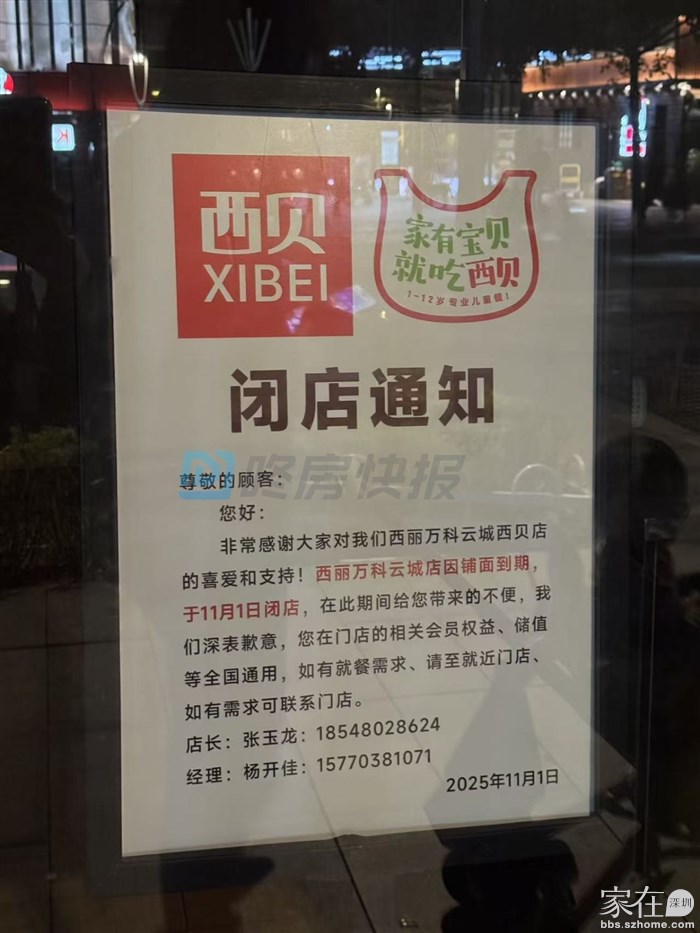 西贝
XIBEI
家有宝贝
就吃西贝
1-12岁专业儿童餐!
闭店通知
咚房快报
尊敬的顾客：
您好：
非常感谢大家对我们西丽万科云城西贝店
的喜爱和支持！西丽万科云城店因铺面到期，
于11月1日闭店，在此期间给您带来的不便，我
们深表歉意，您在门店的相关会员权益、储值
等全国通用，如有就餐需求、请至就近门店、
如有需求可联系门店。
店长：张玉龙：18548028624
经理：杨开佳：15770381071
2025年11月1日
家在深圳
bbs.szhome.com